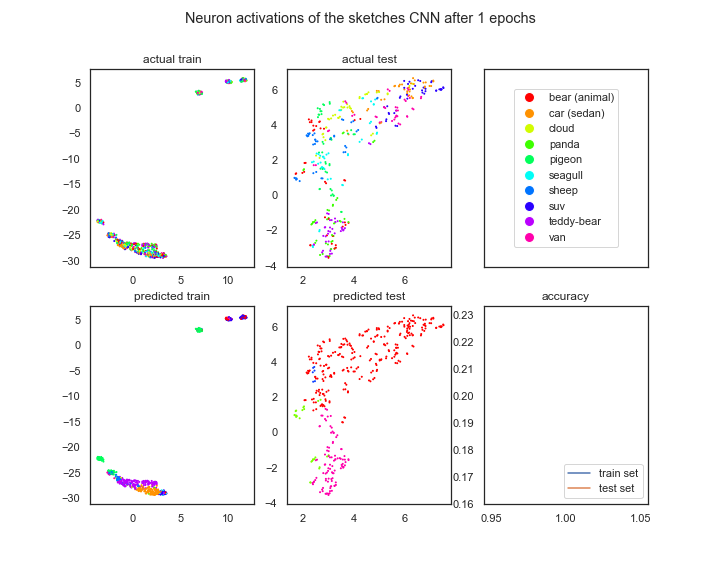 Neuron activations of the sketches CNN after 1 epochs
actual train
actual test
5
0
−5
−10
−15
−20
−25
−30
0
5
10
6
4
2
0
−2
−4
2
4
6
bear (animal)
car (sedan)
cloud
panda
pigeon
seagull
sheep
suv
teddy-bear
van
predicted train
predicted test
accuracy
5
0
−5
−10
−15
−20
−25
−30
0
5
10
6
4
2
0
−2
−4
2
4
6
0.23
0.22
0.21
0.20
0.19
0.18
0.17
0.16
0.95
1.00
1.05
train set
test set